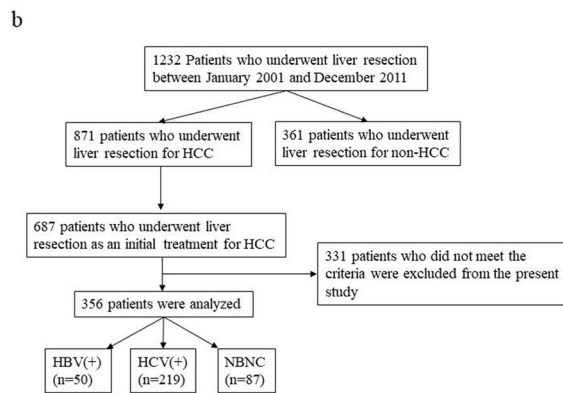 b
1232 Patients who underwent liver resection
between January 2001 and December 2011
871 patients who underwent
liver resection for HCC
361 patients who underwent
liver resection for non-HCC
687 patients who underwent liver
resection as an initial treatment for HCC
331 patients who did not meet the
criteria were excluded from the present
study
356 patients were analyzed
HBV(+)
(n=50)
HCV(+)
(n=219)
NBNC
(n=87)